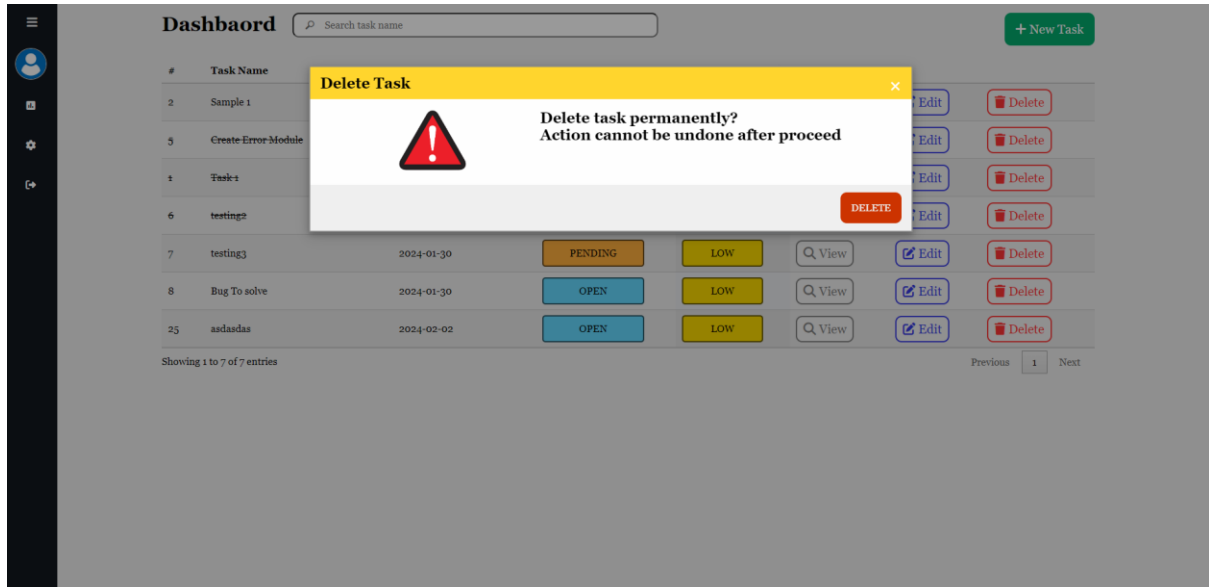 Dashbaord
Search task name
+ New Task
# Task Name
Delete Task ×
2 Sample 1 Edit Delete
Delete task permanently?
Action cannot be undone after proceed
5 Create Error Module Edit Delete
1 Task 1 Edit Delete
6 testing2 Edit Delete
DELETE
7 testing3 2024-01-30 PENDING LOW View Edit Delete
8 Bug To solve 2024-01-30 OPEN LOW View Edit Delete
25 asdasdas 2024-02-02 OPEN LOW View Edit Delete
Showing 1 to 7 of 7 entries
Previous 1 Next